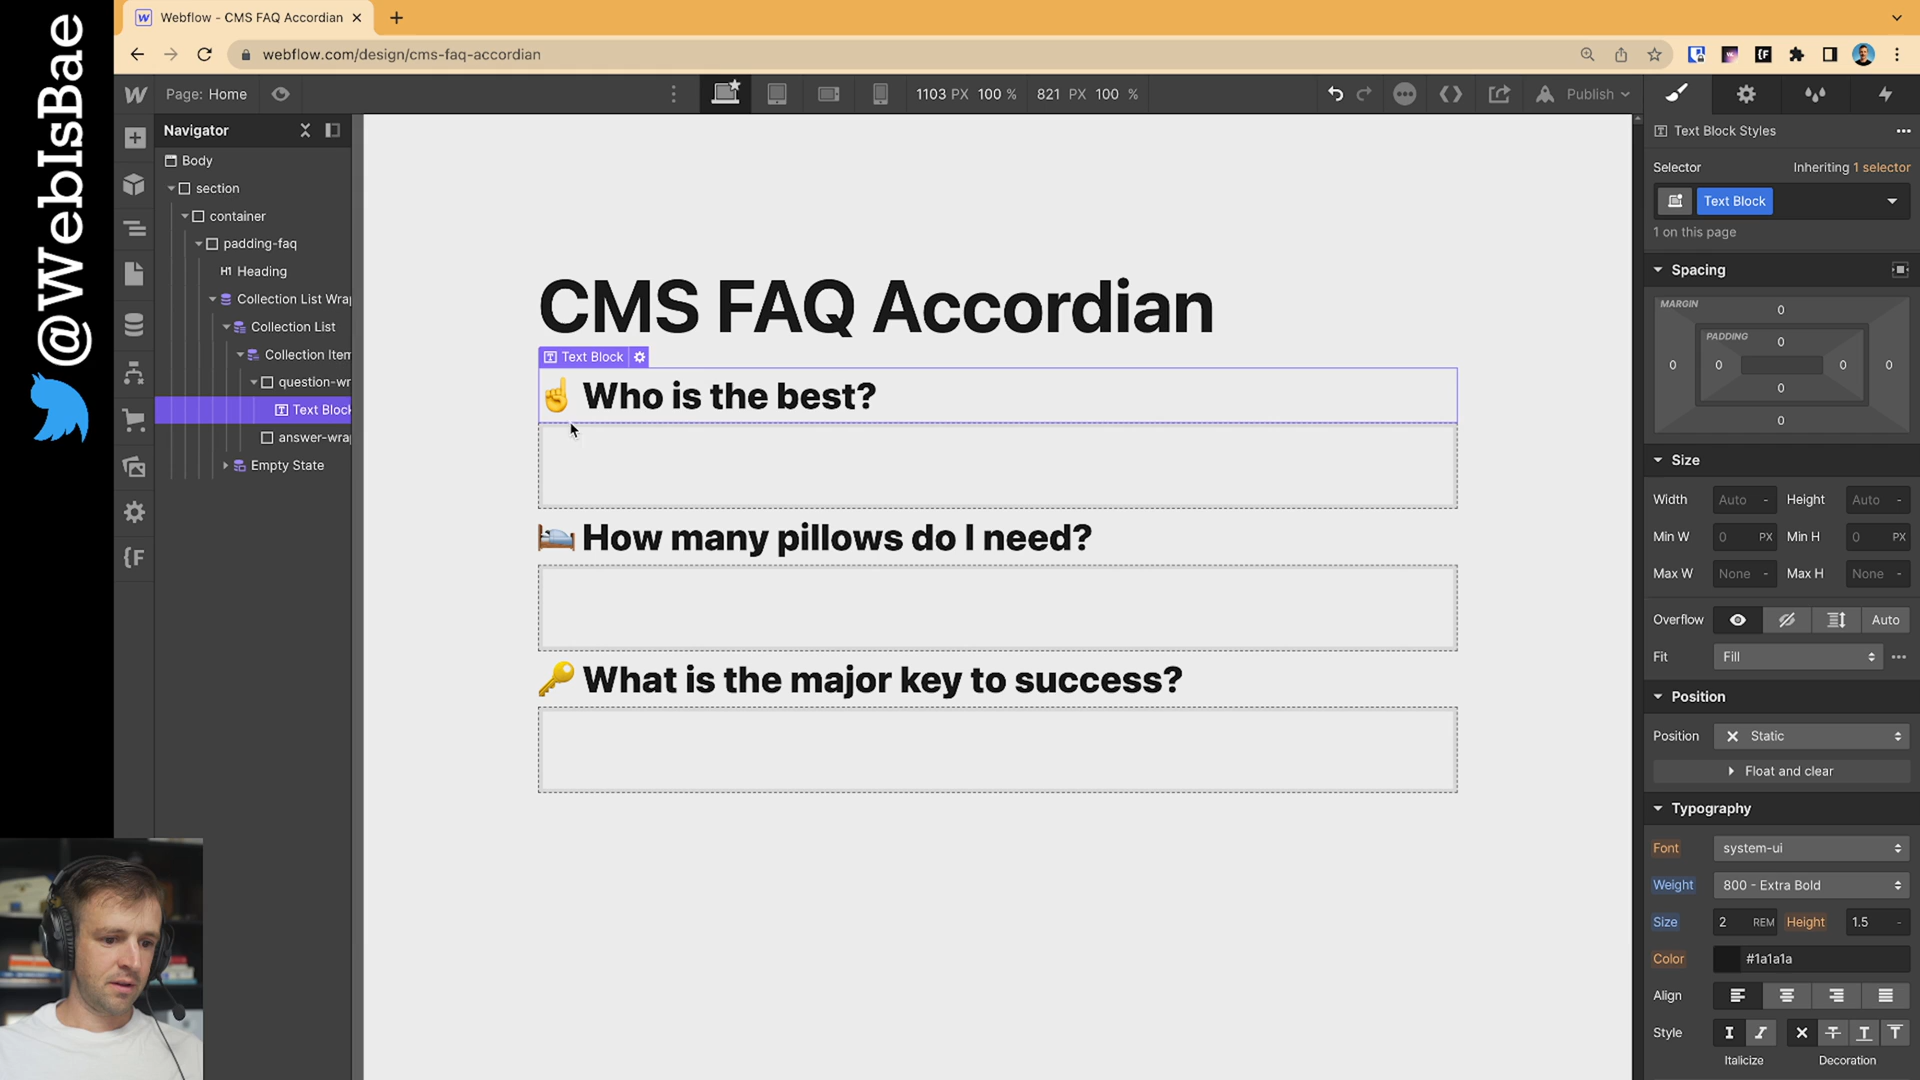 @WebIsBae
Webflow - CMS FAQ Accordian
webflow.com/design/cms-faq-accordian
Page: Home
1103 PX 100 %
821 PX 100 %
Publish
Navigator
Body
section
container
padding-faq
H1 Heading
Collection List Wrap
Collection List
Collection Item
question-wr
Text Block
answer-wrap
Empty State
CMS FAQ Accordian
Text Block
☝️ Who is the best?
🛏️ How many pillows do I need?
🔑 What is the major key to success?
Text Block Styles
Selector
Inheriting 1 selector
Text Block
1 on this page
Spacing
MARGIN
0
PADDING
0
0 0 0 0
0
0
Size
Width Auto - Height Auto -
Min W 0 PX Min H 0 PX
Max W None - Max H None -
Overflow Auto
Fit Fill
Position
Position Static
Float and clear
Typography
Font system-ui
Weight 800 - Extra Bold
Size 2 REM Height 1.5 -
Color #1a1a1a
Align
Style
Italicize Decoration